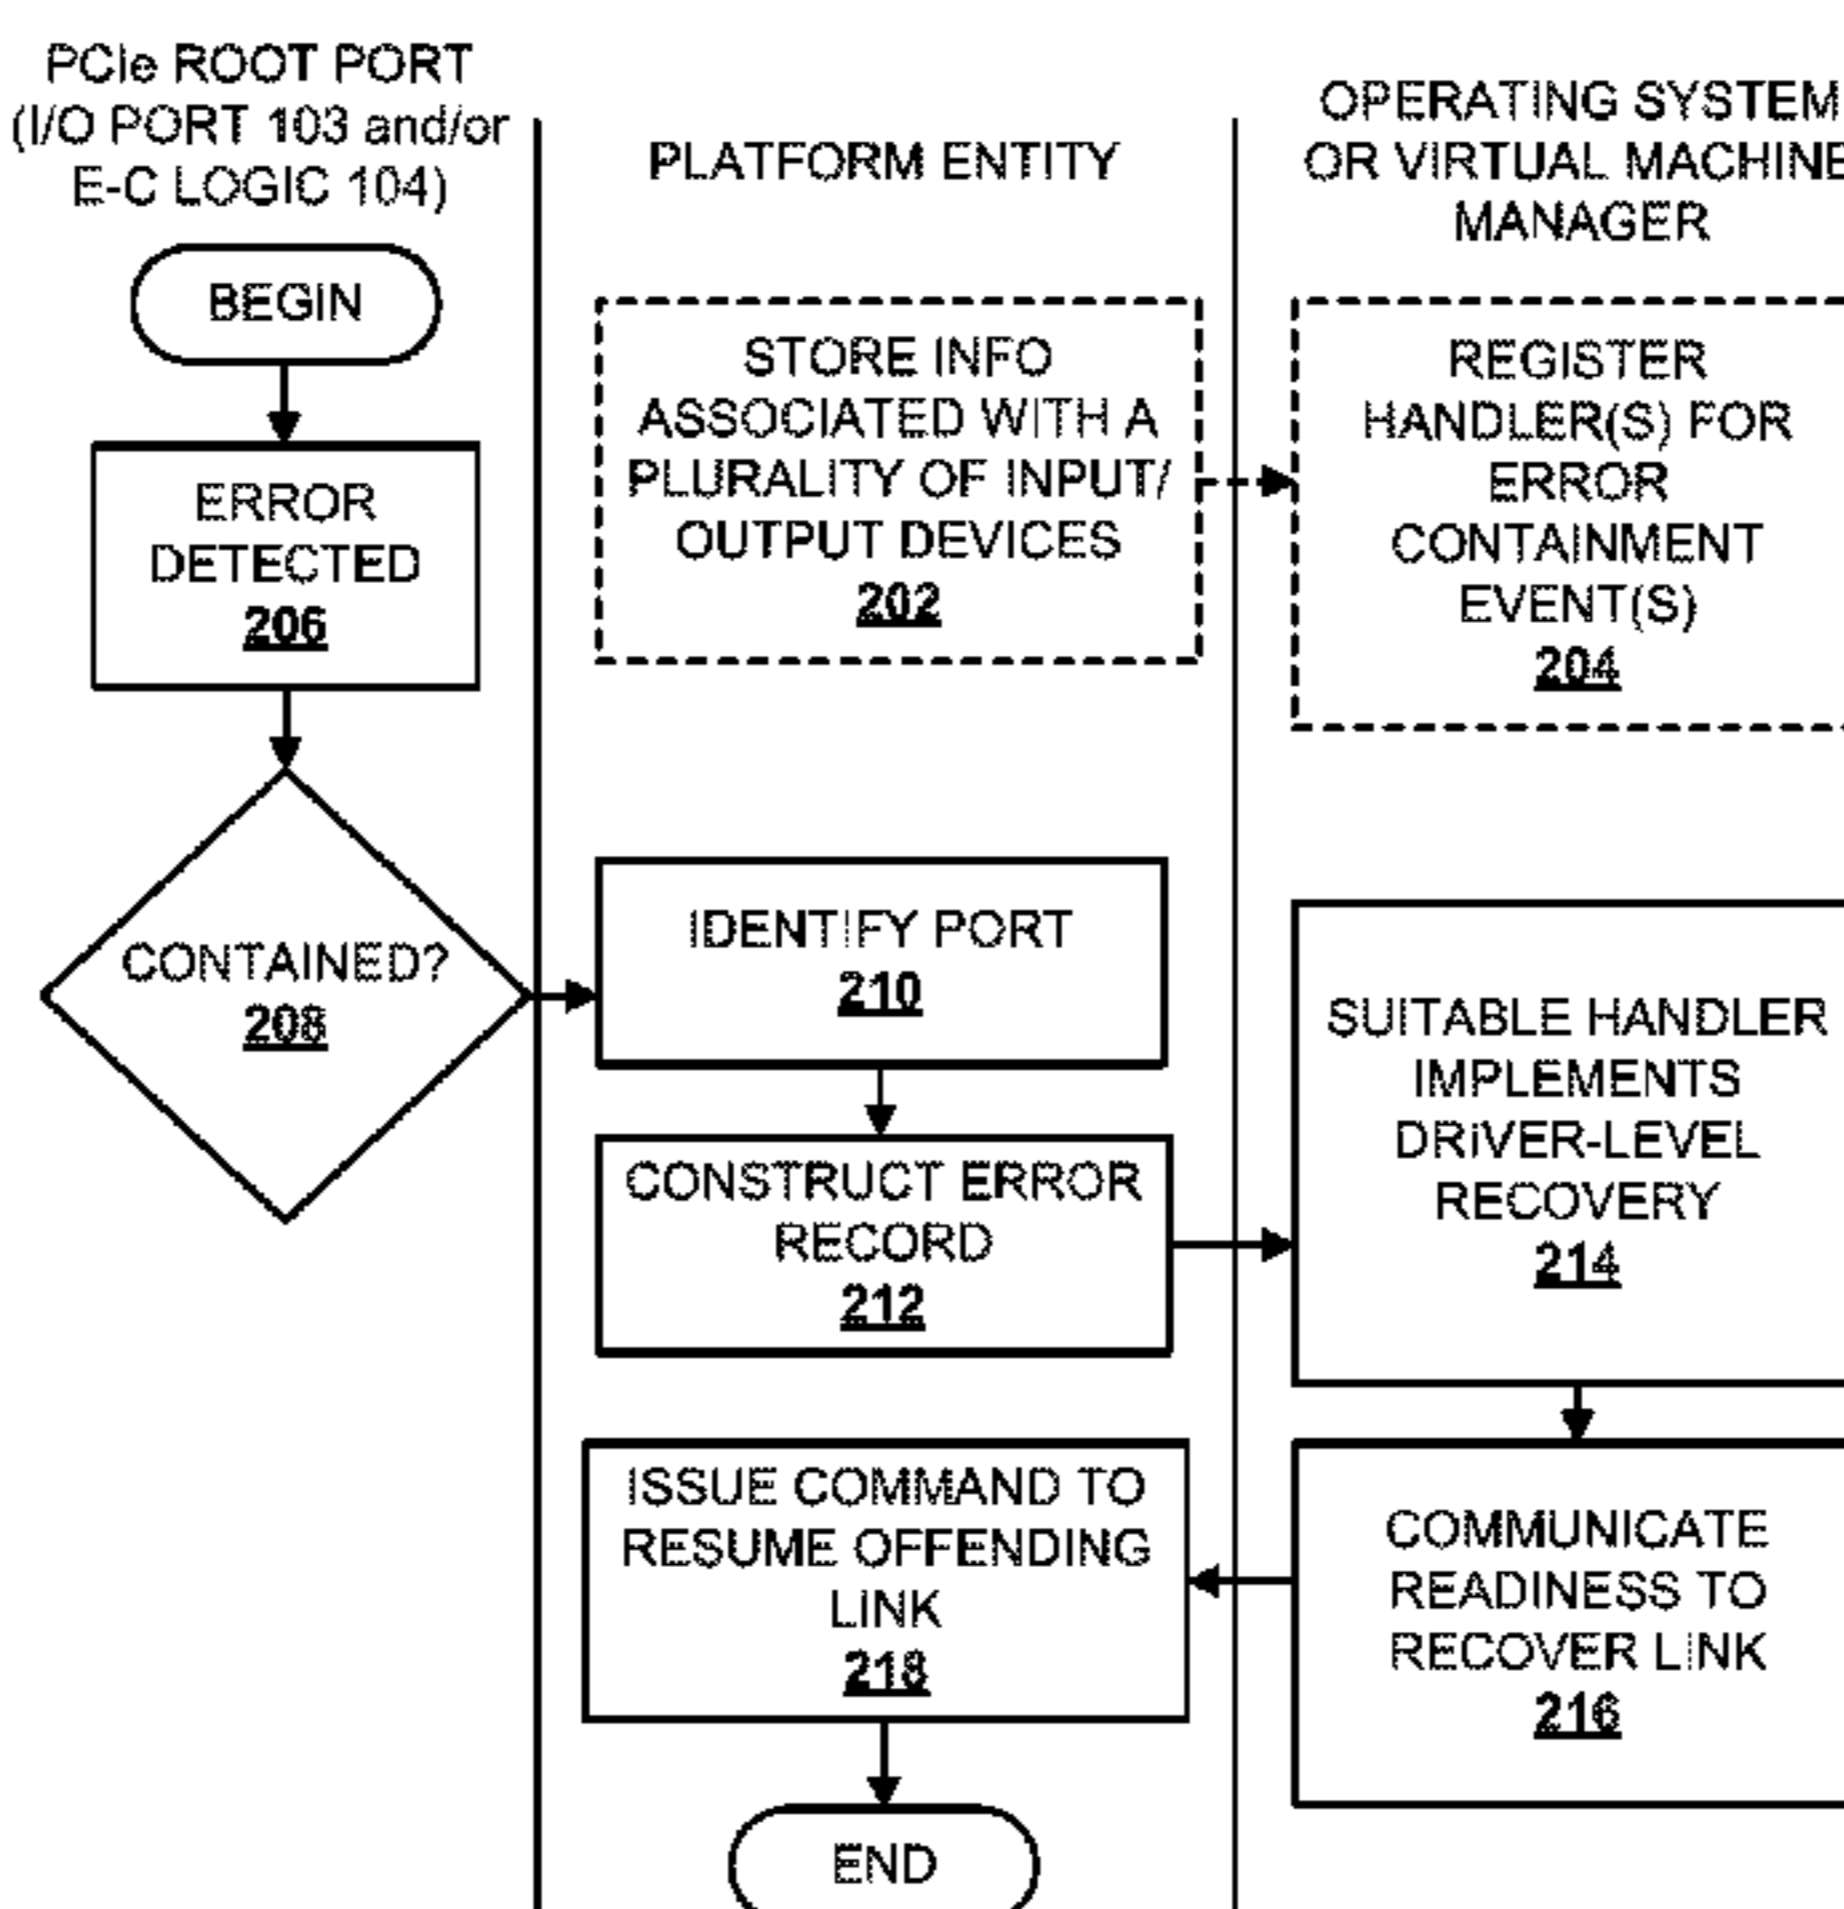 PCIe ROOT PORT
(I/O PORT 103 and/or
E-C LOGIC 104)
PLATFORM ENTITY
OPERATING SYSTEM
OR VIRTUAL MACHINE
MANAGER
BEGIN
ERROR
DETECTED
206
CONTAINED?
208
STORE INFO
ASSOCIATED WITH A
PLURALITY OF INPUT/
OUTPUT DEVICES
202
REGISTER
HANDLER(S) FOR
ERROR
CONTAINMENT
EVENT(S)
204
IDENTIFY PORT
210
CONSTRUCT ERROR
RECORD
212
SUITABLE HANDLER
IMPLEMENTS
DRIVER-LEVEL
RECOVERY
214
COMMUNICATE
READINESS TO
RECOVER LINK
216
ISSUE COMMAND TO
RESUME OFFENDING
LINK
218
END